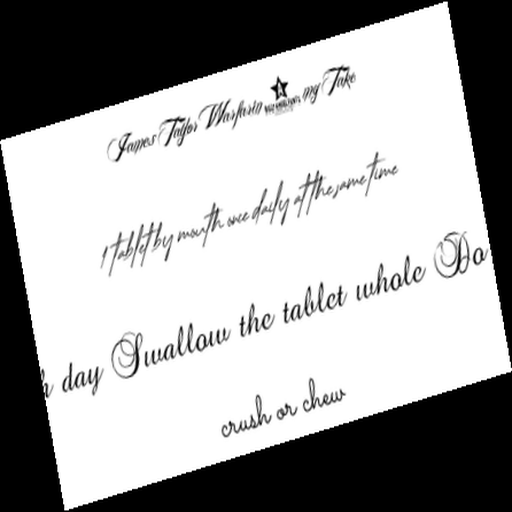 James Taylor Warfarin mg Take
1 tablet by mouth once daily at the same time
day Swallow the tablet whole Do
crush or chew